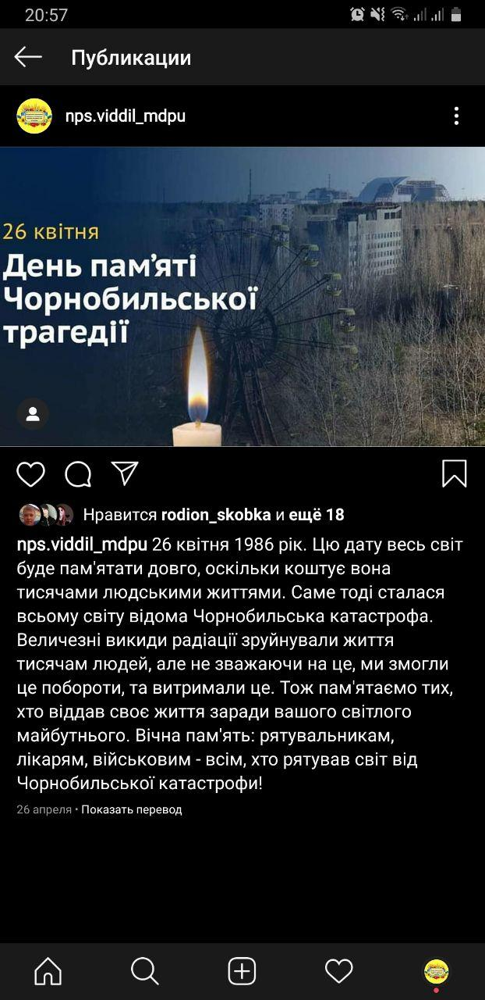 20:57
Публикации
nps.viddil_mdpu
26 квітня
День пам’яті
Чорнобильської
трагедії
Нравится rodion_skobka и ещё 18
nps.viddil_mdpu 26 квітня 1986 рік. Цю дату весь світ
буде пам'ятати довго, оскільки коштує вона
тисячами людськими життями. Саме тоді сталася
всьому світу відома Чорнобильська катастрофа.
Величезні викиди радіації зруйнували життя
тисячам людей, але не зважаючи на це, ми змогли
це побороти, та витримали це. Тож пам'ятаємо тих,
хто віддав своє життя заради вашого світлого
майбутнього. Вічна пам'ять: рятувальникам,
лікарям, військовим - всім, хто рятував світ від
Чорнобильської катастрофи!
26 апреля • Показать перевод